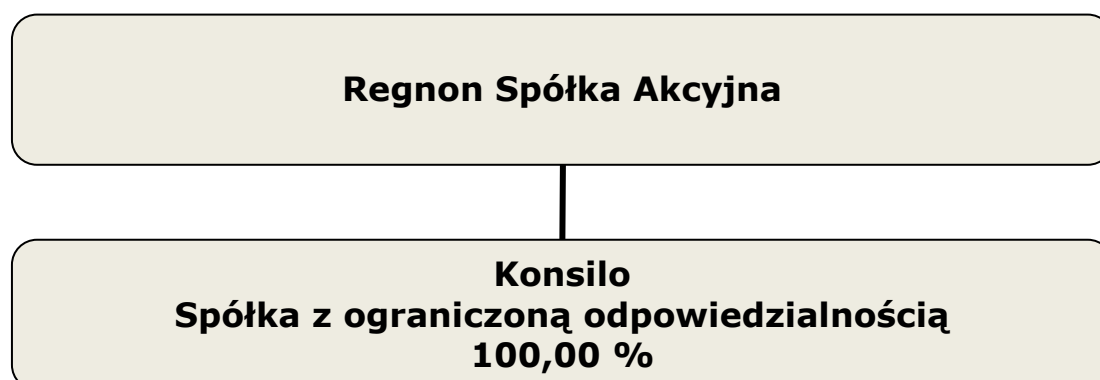 Regnon Spółka Akcyjna
Konsilo
Spółka z ograniczoną odpowiedzialnością
100,00 %